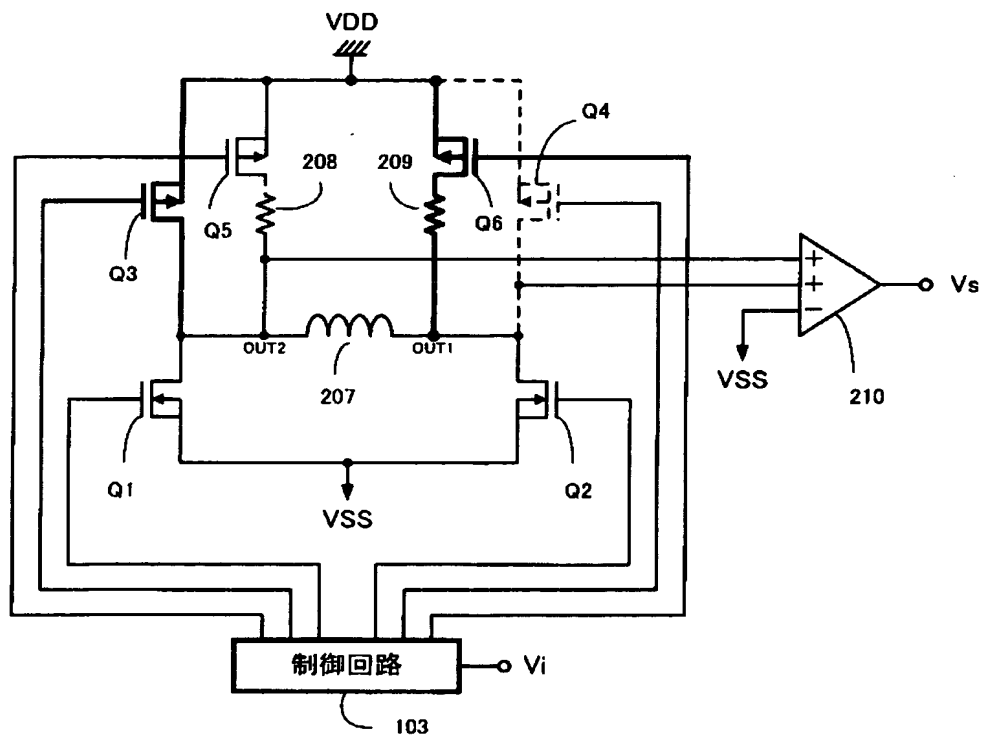 VDD
Q4
208
209
Q5
Q6
Q3
+
+
−
Vs
OUT2
OUT1
207
VSS
210
Q1
Q2
VSS
制御回路
Vi
103